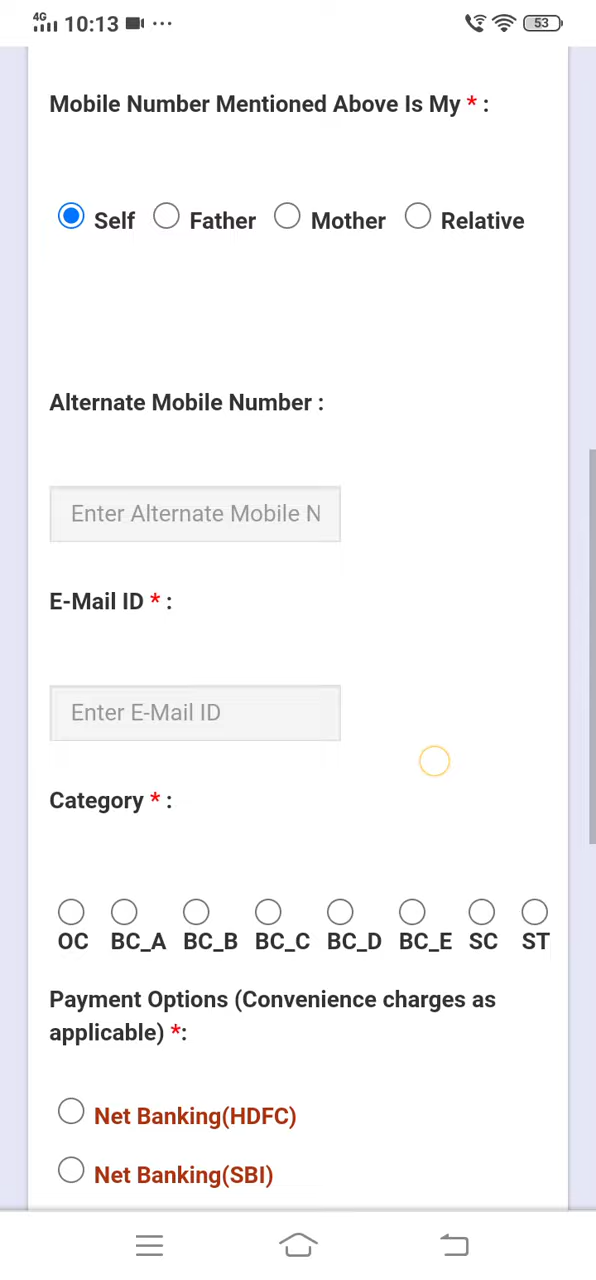 4G 10:13 ... 53
Mobile Number Mentioned Above Is My * :
Self Father Mother Relative
Alternate Mobile Number :
Enter Alternate Mobile N
E-Mail ID * :
Enter E-Mail ID
Category * :
OC BC_A BC_B BC_C BC_D BC_E SC ST
Payment Options (Convenience charges as
applicable) *:
Net Banking(HDFC)
Net Banking(SBI)